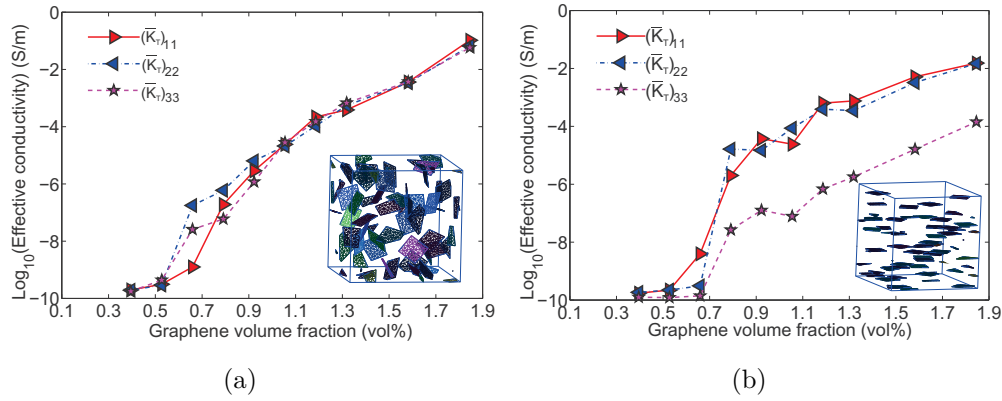 0
−2
−4
−6
−8
−10
0.1 0.3 0.5 0.7 0.9 1.1 1.3 1.5 1.7 1.9
Graphene volume fraction (vol%)
Log10(Effective conductivity) (S/m)
(K̅T)11
(K̅T)22
(K̅T)33
(a)
0
−2
−4
−6
−8
−10
0.1 0.3 0.5 0.7 0.9 1.1 1.3 1.5 1.7 1.9
Graphene volume fraction (vol%)
Log10(Effective conductivity) (S/m)
(K̅T)11
(K̅T)22
(K̅T)33
(b)